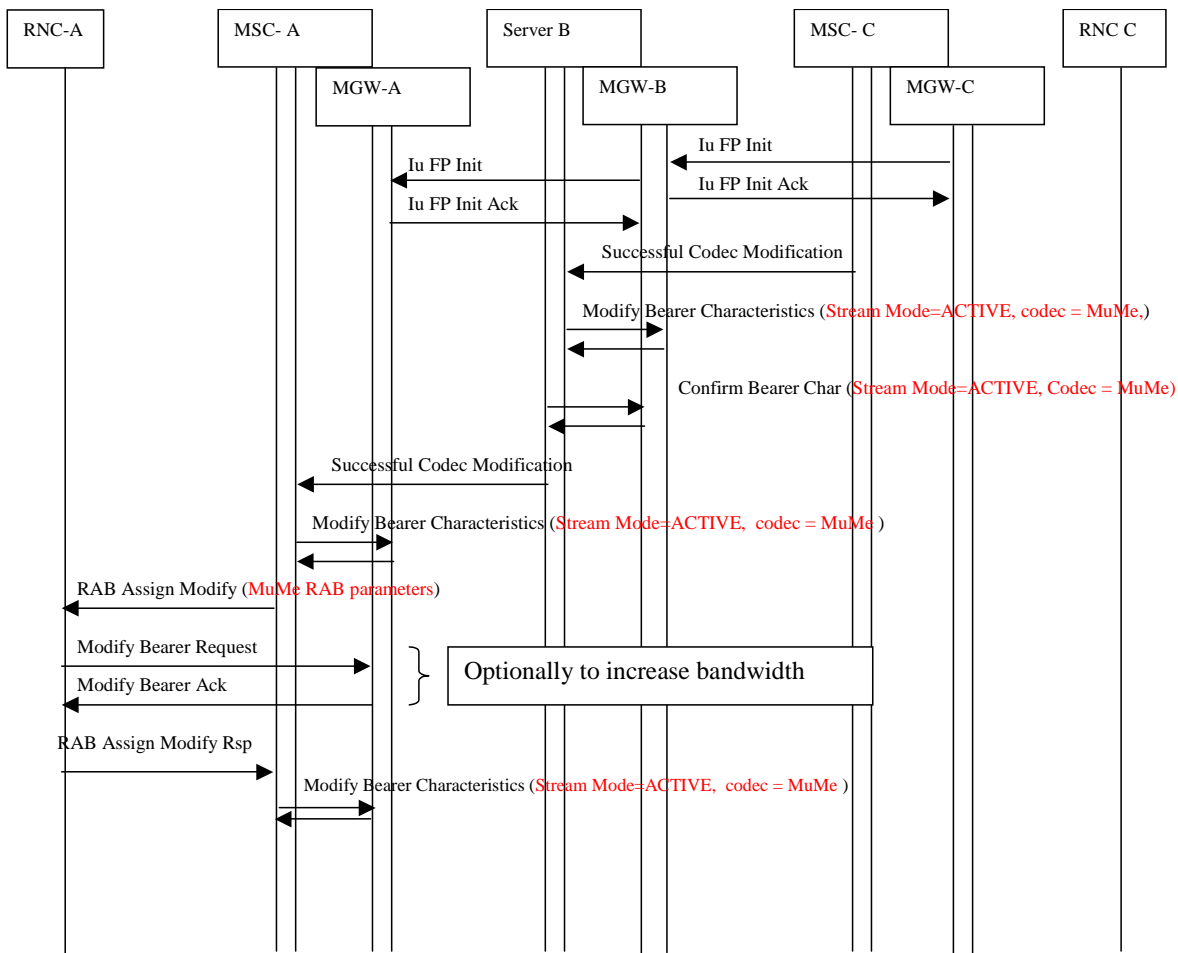 RNC-A
MSC- A
Server B
MSC- C
RNC C
MGW-A
MGW-B
MGW-C
Iu FP Init
Iu FP Init
Iu FP Init Ack
Iu FP Init Ack
Successful Codec Modification
Modify Bearer Characteristics (Stream Mode=ACTIVE, codec = MuMe,)
Confirm Bearer Char (Stream Mode=ACTIVE, Codec = MuMe)
Successful Codec Modification
Modify Bearer Characteristics (Stream Mode=ACTIVE,  codec = MuMe )
RAB Assign Modify (MuMe RAB parameters)
Modify Bearer Request
Optionally to increase bandwidth
Modify Bearer Ack
RAB Assign Modify Rsp
Modify Bearer Characteristics (Stream Mode=ACTIVE,  codec = MuMe )